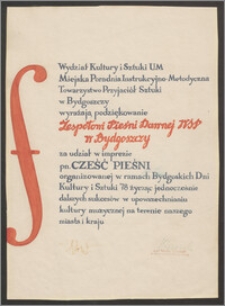 Wydział Kultury i Sztuki UM
Miejska Poradnia Instrukcyjno-Metodyczna
Towarzystwo Przyjaciół Sztuki
w Bydgoszczy
wyrażają podziękowanie
Zespołowi Pieśni Dawnej WSP
w Bydgoszczy
za udział w imprezie
pn. CZEŚĆ PIEŚNI
organizowanej w ramach Bydgoskich Dni
Kultury i Sztuki '78 życząc jednocześnie
dalszych sukcesów w upowszechnianiu
kultury muzycznej na terenie naszego
miasta i kraju